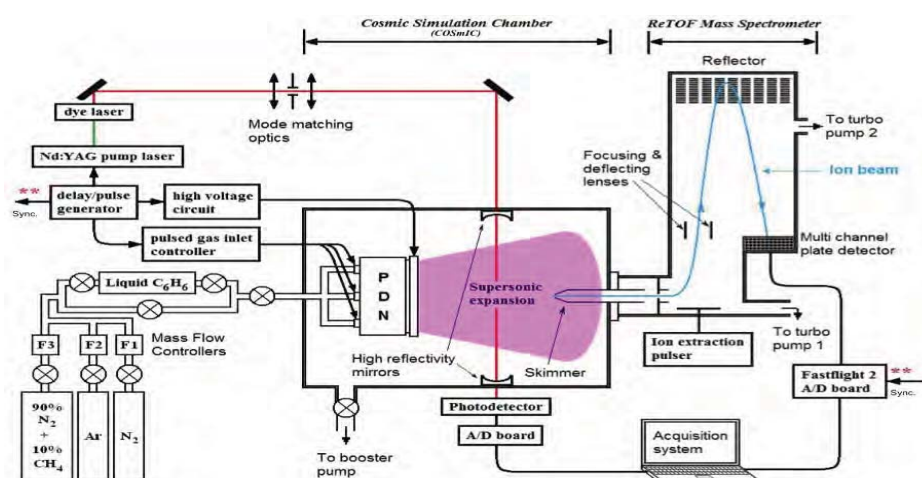 Cosmic Simulation Chamber
(COSmIC)
ReTOF Mass Spectrometer
Reflector
dye laser
Mode matching
optics
To turbo
pump 2
Nd:YAG pump laser
Focusing &
deflecting
lenses
Ion beam
**
Sync.
delay/pulse
generator
high voltage
circuit
pulsed gas inlet
controller
Multi channel
plate detector
Liquid C6H6
P
D
N
Supersonic
expansion
F3
F2
F1
Mass Flow
Controllers
High reflectivity
mirrors
Skimmer
Ion extraction
pulser
To turbo
pump 1
90%
N2
+
10%
CH4
Ar
N2
Photodetector
A/D board
To booster
pump
Acquisition
system
Fastflight 2
A/D board
**
Sync.